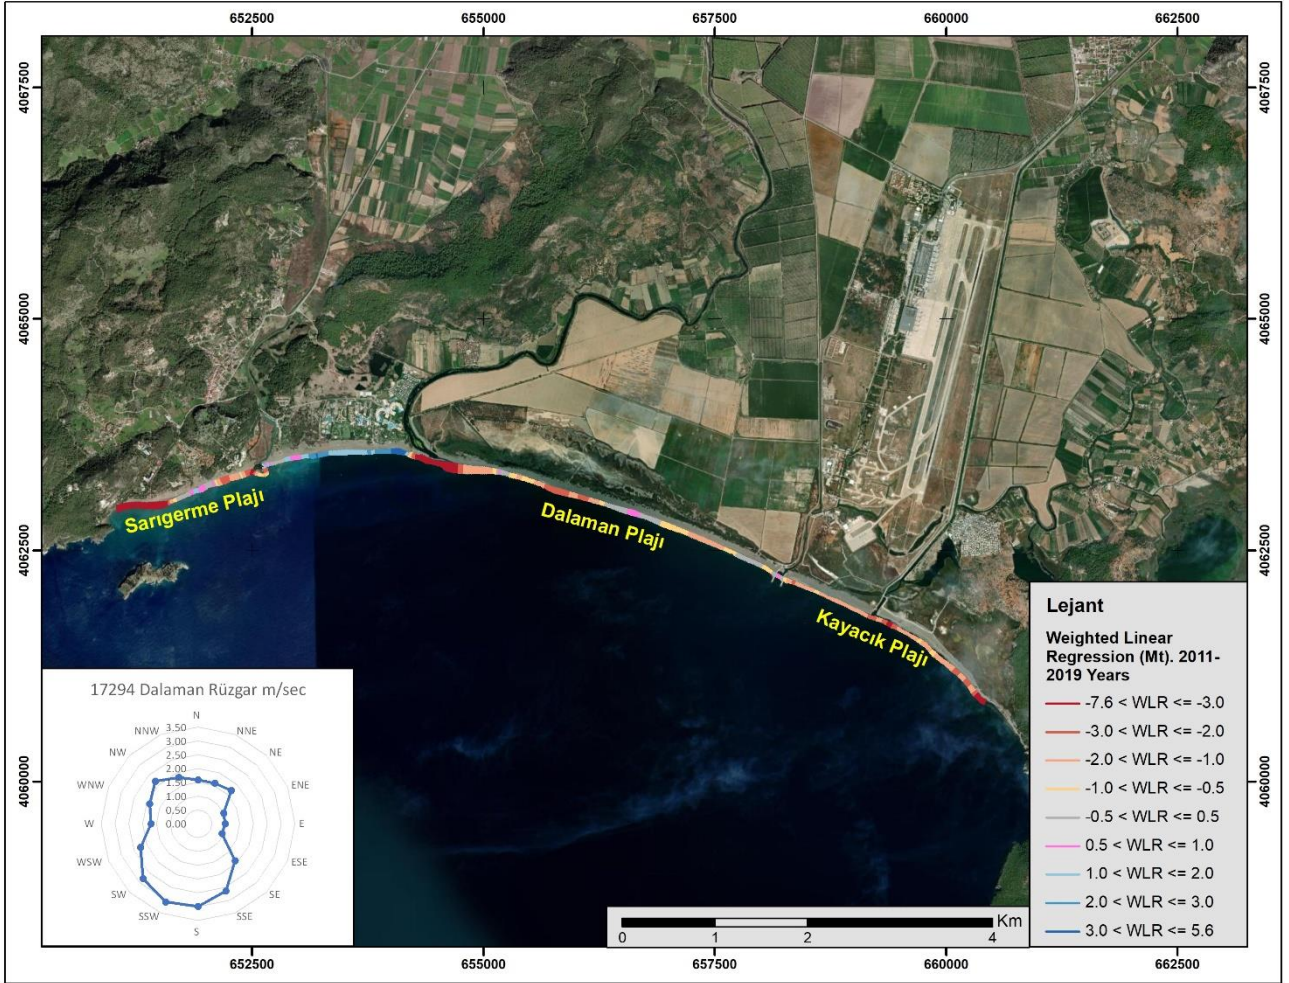 652500 655000 657500 660000 662500
4067500 4067500
4065000 4065000
4062500 4062500
4060000 4060000
Sarıgerme Plajı
Dalaman Plajı
Kayacık Plajı
17294 Dalaman Rüzgar m/sec
N
NNE
NE
ENE
E
ESE
SE
SSE
S
SSW
SW
WSW
W
WNW
NW
NNW
3.50
3.00
2.50
2.00
1.50
1.00
0.50
0.00
Lejant
Weighted Linear
Regression (Mt). 2011-
2019 Years
-7.6 < WLR <= -3.0
-3.0 < WLR <= -2.0
-2.0 < WLR <= -1.0
-1.0 < WLR <= -0.5
-0.5 < WLR <= 0.5
0.5 < WLR <= 1.0
1.0 < WLR <= 2.0
2.0 < WLR <= 3.0
3.0 < WLR <= 5.6
Km
0 1 2 4
652500 655000 657500 660000 662500